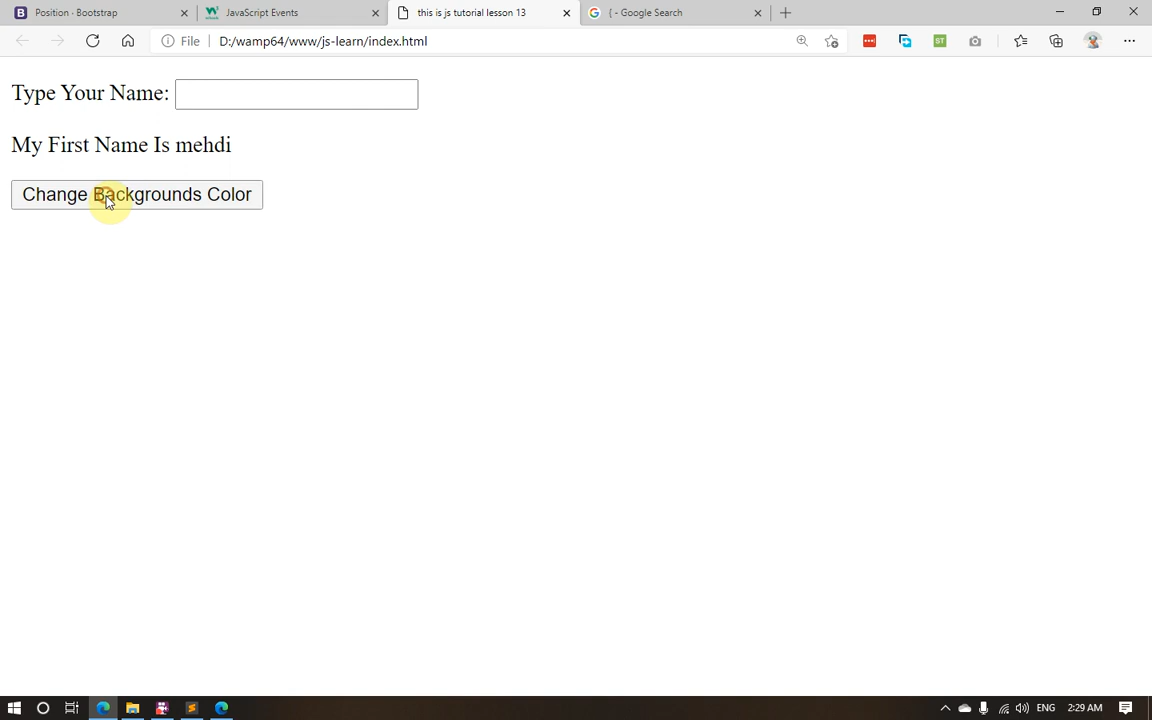 Position · Bootstrap
JavaScript Events
this is js tutorial lesson 13
{ - Google Search
File
D:/wamp64/www/js-learn/index.html
ST
Type Your Name:
My First Name Is mehdi
Change Backgrounds Color
ENG
2:29 AM